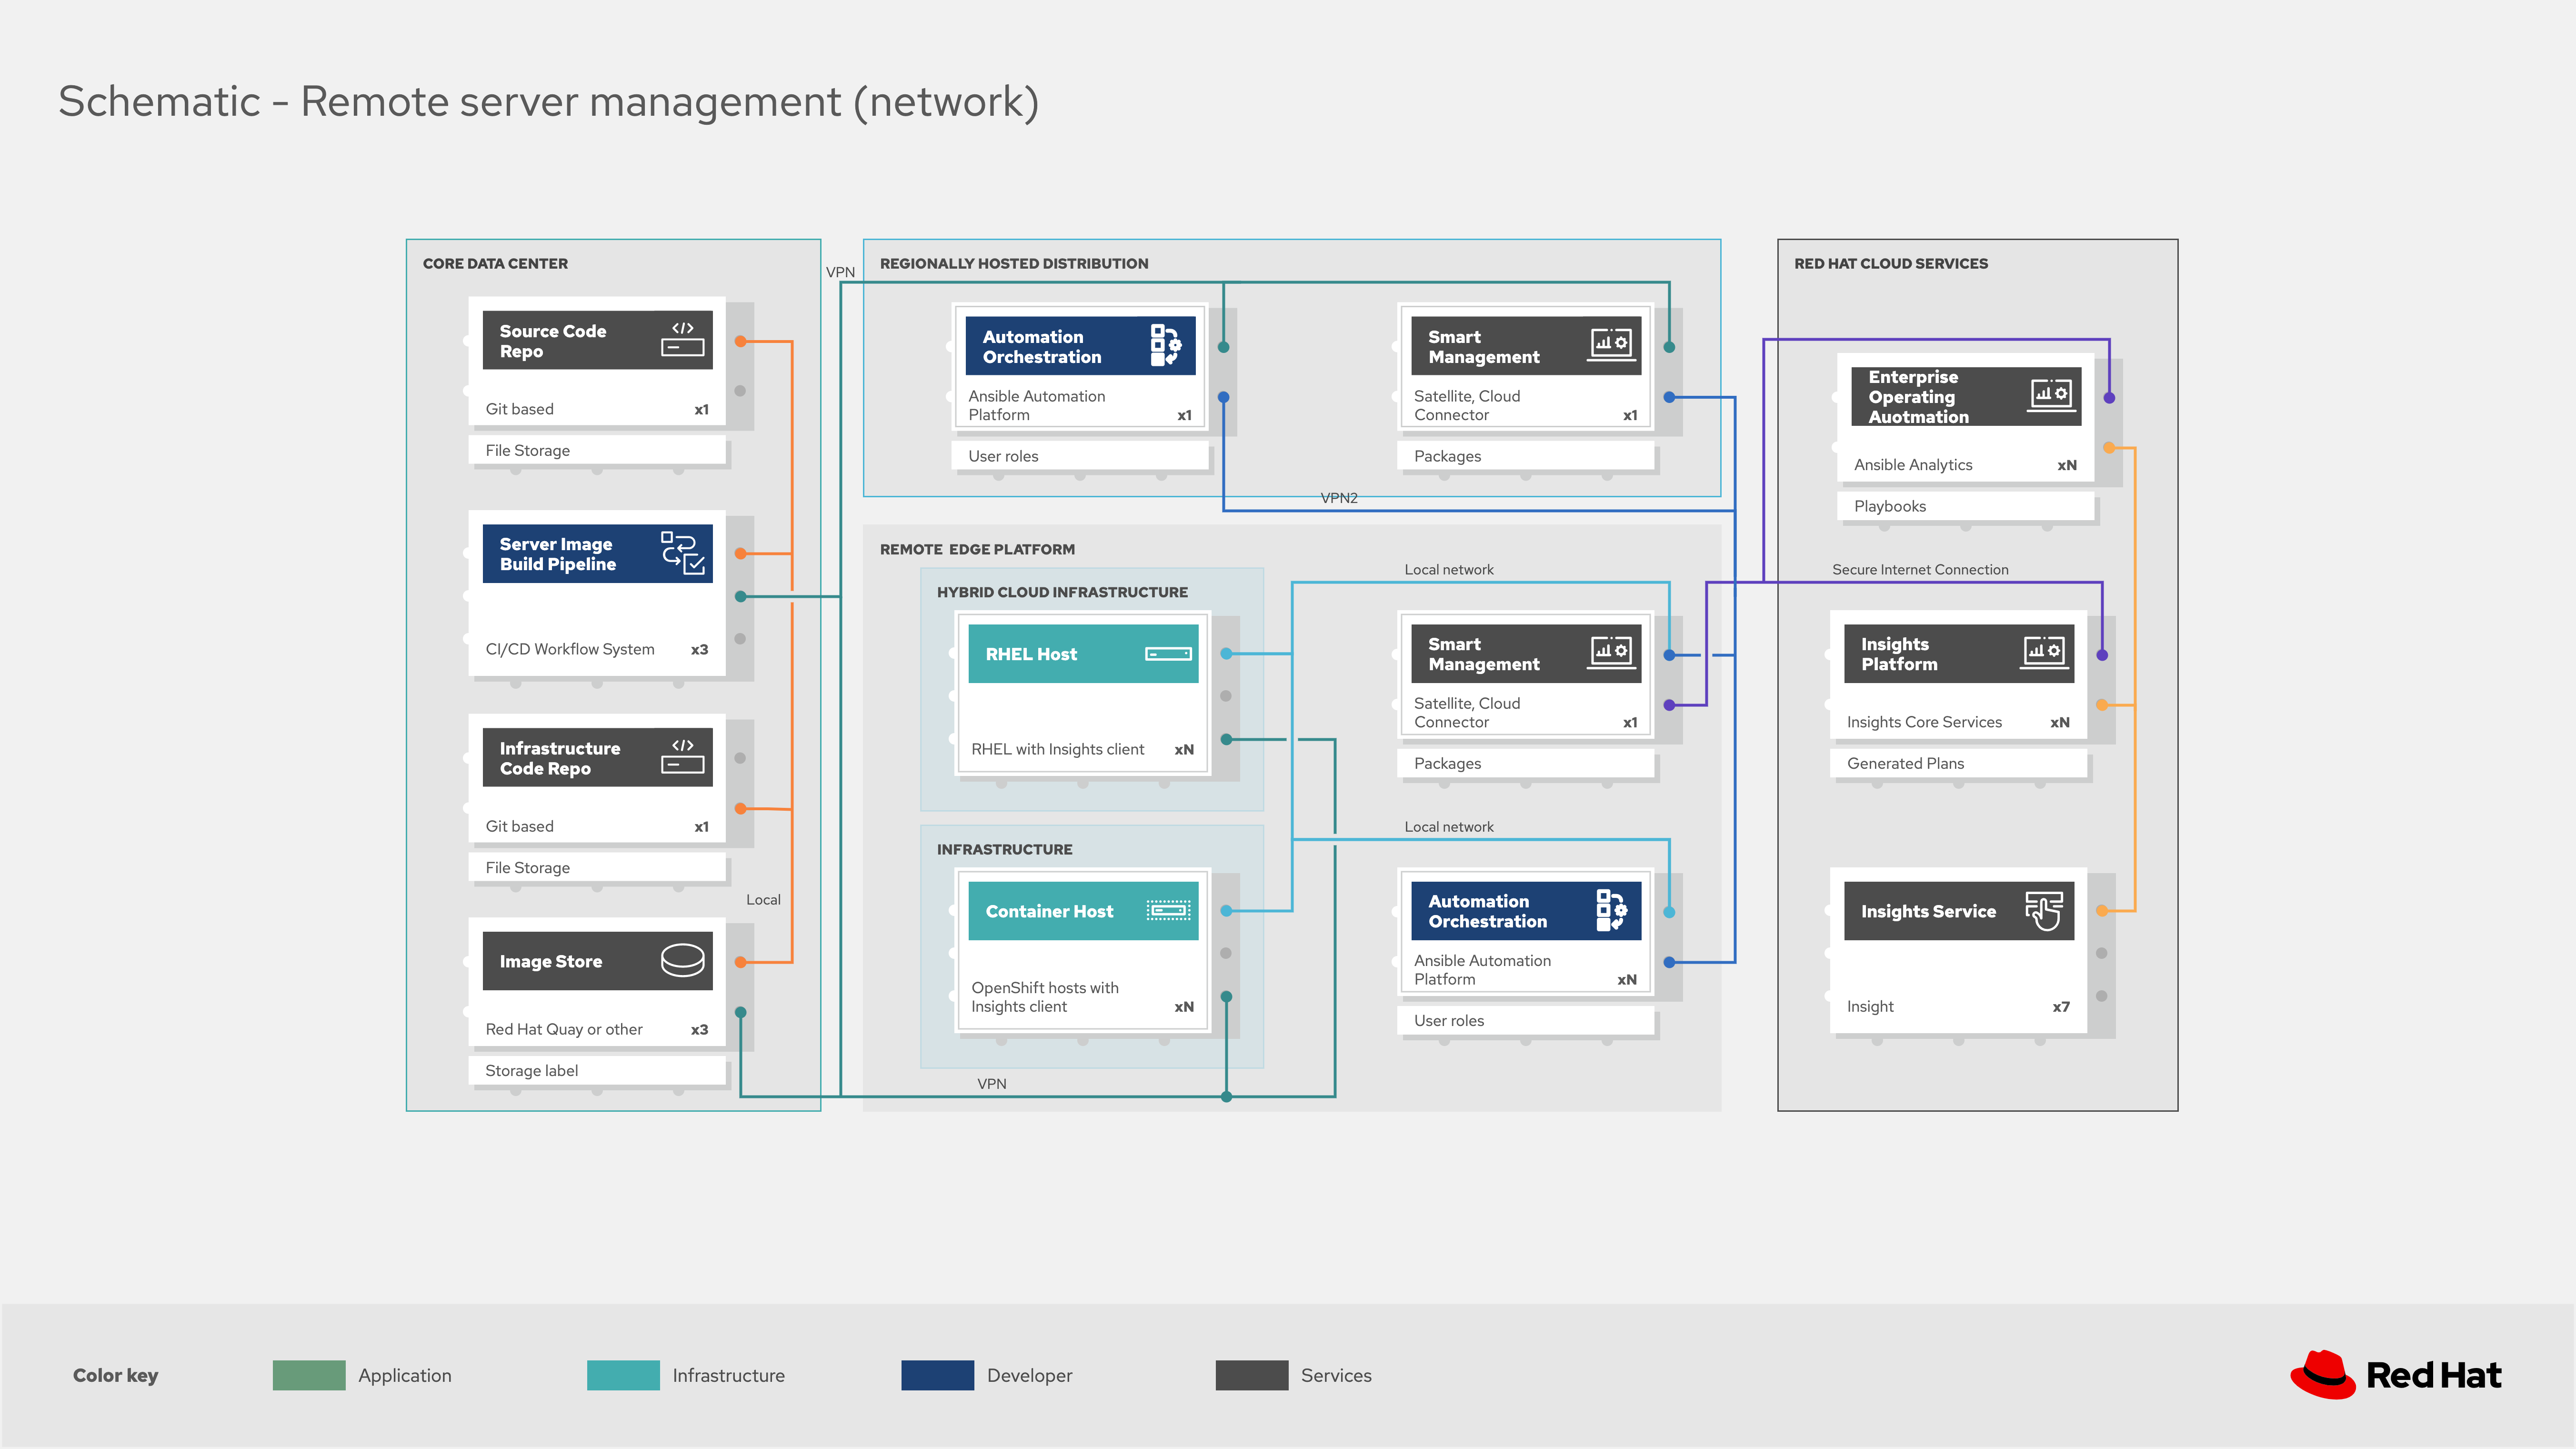 Schematic - Remote server management (network)
CORE DATA CENTER
Source Code
Repo
Git based
x1
File Storage
Server Image
Build Pipeline
CI/CD Workflow System
x3
Infrastructure
Code Repo
Git based
x1
File Storage
Local
Image Store
Red Hat Quay or other
x3
Storage label
VPN
REGIONALLY HOSTED DISTRIBUTION
Automation
Orchestration
Ansible Automation
Platform
x1
User roles
Smart
Management
Satellite, Cloud
Connector
x1
Packages
VPN2
REMOTE EDGE PLATFORM
HYBRID CLOUD INFRASTRUCTURE
RHEL Host
RHEL with Insights client
xN
Local network
Smart
Management
Satellite, Cloud
Connector
x1
Packages
INFRASTRUCTURE
Container Host
OpenShift hosts with
Insights client
xN
VPN
Local network
Automation
Orchestration
Ansible Automation
Platform
xN
User roles
RED HAT CLOUD SERVICES
Enterprise
Operating
Auotmation
Ansible Analytics
xN
Playbooks
Secure Internet Connection
Insights
Platform
Insights Core Services
xN
Generated Plans
Insights Service
Insight
x7
Color key
Application
Infrastructure
Developer
Services
Red Hat